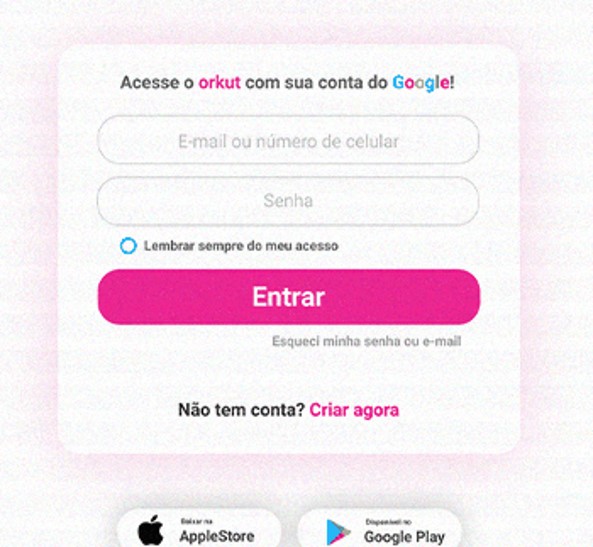 Acesse o orkut com sua conta do Google!
E-mail ou número de celular
Senha
Lembrar sempre do meu acesso
Entrar
Esqueci minha senha ou e-mail
Não tem conta? Criar agora
Baixar na
AppleStore
Disponível no
Google Play